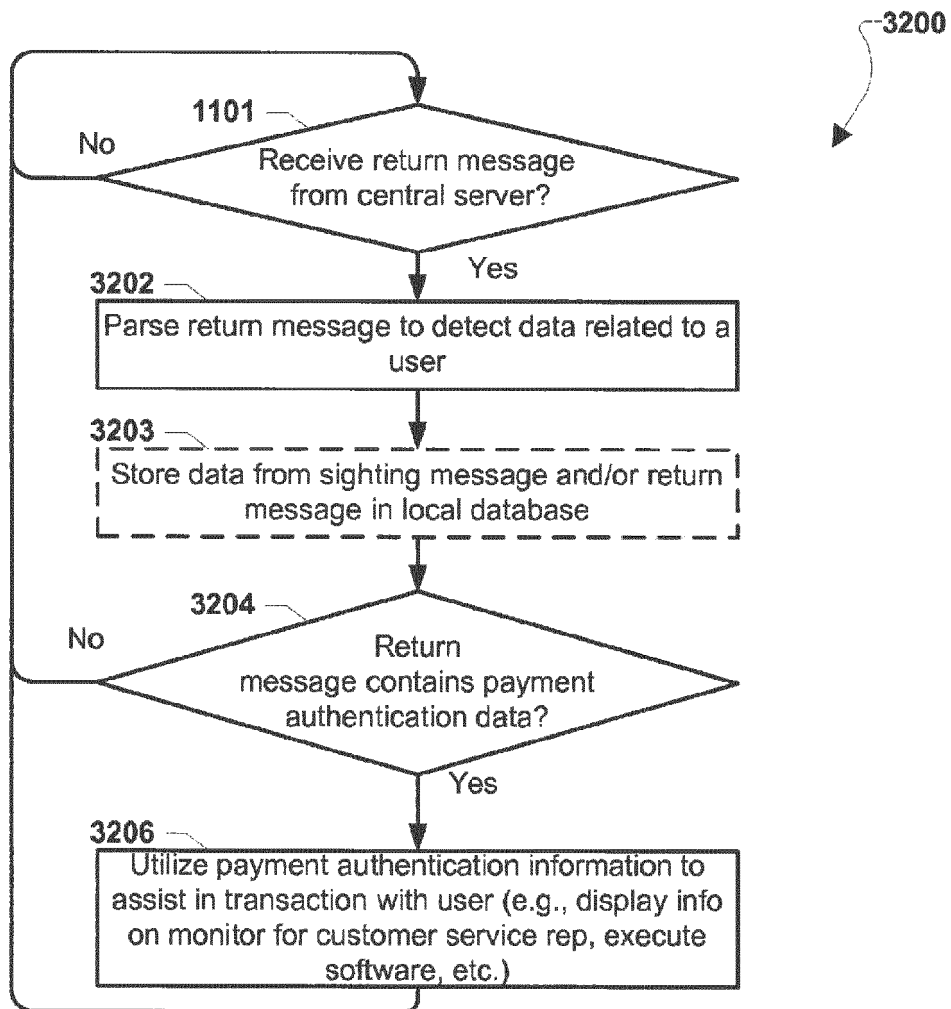 3200
1101
No
Receive return message
from central server?
Yes
3202
Parse return message to detect data related to a
user
3203
Store data from sighting message and/or return
message in local database
3204
No
Return
message contains payment
authentication data?
Yes
3206
Utilize payment authentication information to
assist in transaction with user (e.g., display info
on monitor for customer service rep, execute
software, etc.)